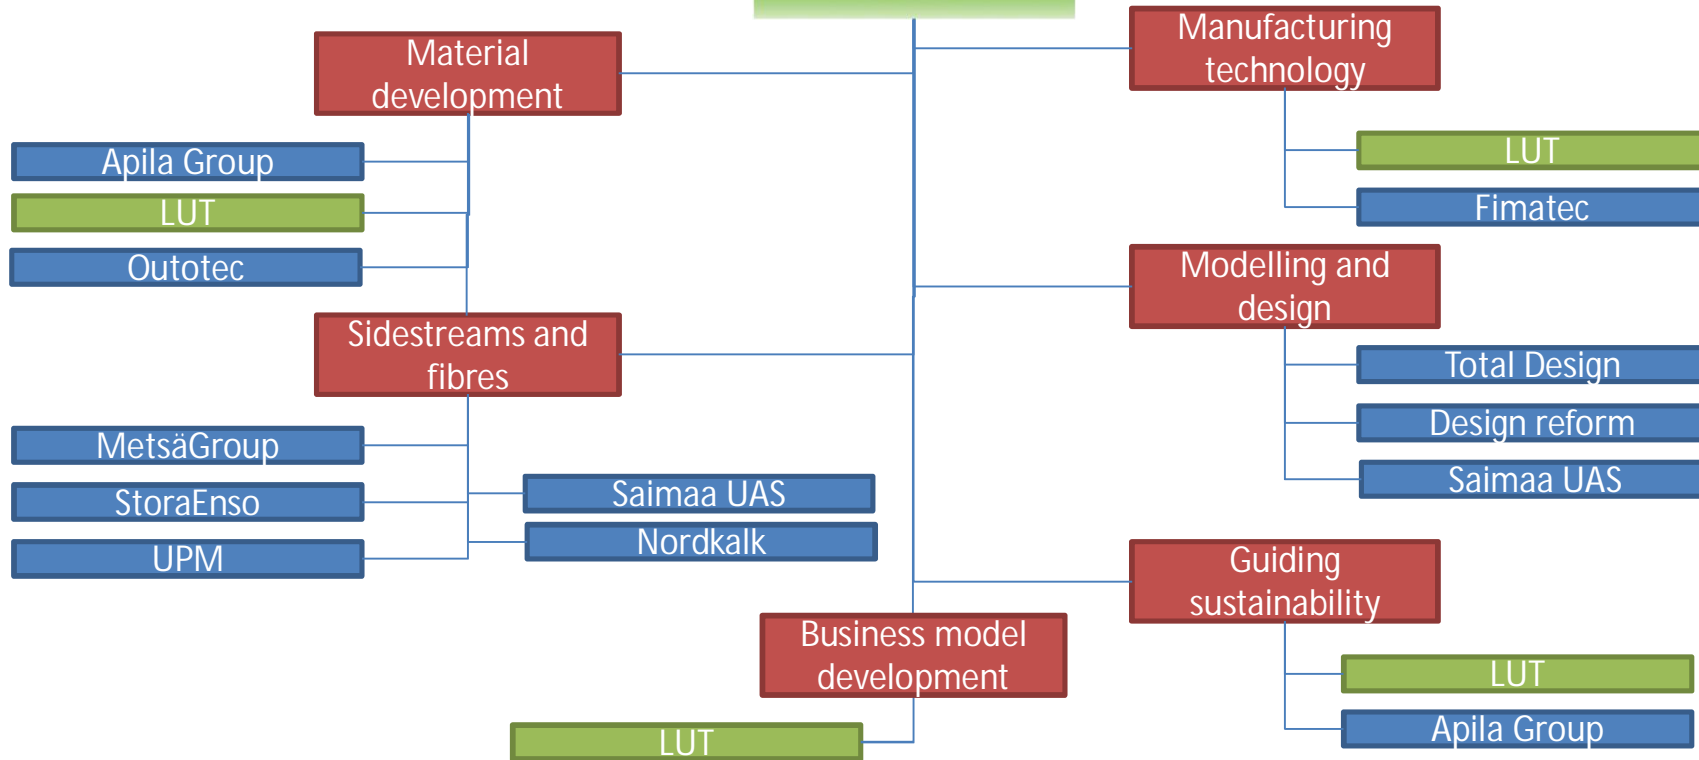 Material
development
Apila Group
LUT
Outotec
Sidestreams and
fibres
MetsäGroup
StoraEnso
UPM
Saimaa UAS
Nordkalk
Business model
development
LUT
Manufacturing
technology
LUT
Fimatec
Modelling and
design
Total Design
Design reform
Saimaa UAS
Guiding
sustainability
LUT
Apila Group